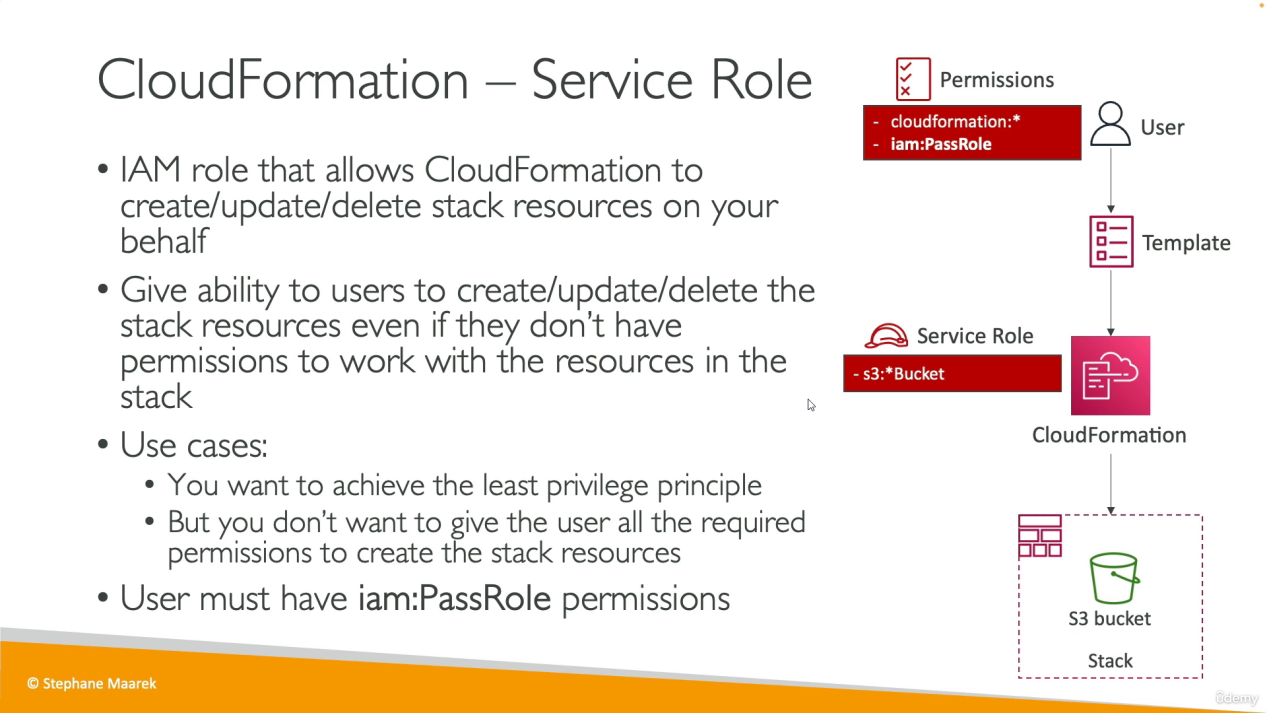 CloudFormation – Service Role
• IAM role that allows CloudFormation to
create/update/delete stack resources on your
behalf
• Give ability to users to create/update/delete the
stack resources even if they don't have
permissions to work with the resources in the
stack
• Use cases:
• You want to achieve the least privilege principle
• But you don't want to give the user all the required
permissions to create the stack resources
• User must have iam:PassRole permissions
Permissions
- cloudformation:*
- iam:PassRole
User
Template
Service Role
- s3:*Bucket
CloudFormation
S3 bucket
Stack
© Stephane Maarek
ûdemy